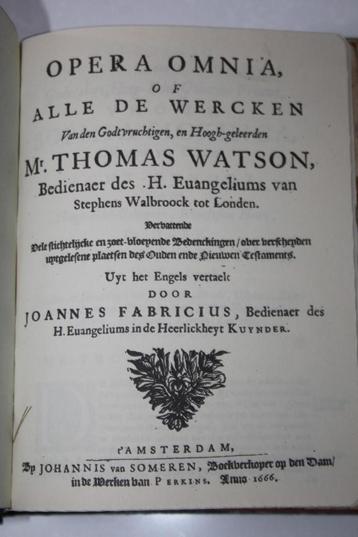 OPERA OMNIA,
OF
ALLE DE WERCKEN
Van den Godtvruchtigen, en Hoogh-geleerden
Mr. THOMAS WATSON,
Bedienaer des H. Euangeliums van
Stephens Walbroock tot Londen.
Vervattende
Vele stichtelijcke en zoet-vloeyende Bedenckingen/ over verscheyden
uytgelesene plaetsen des Ouden ende Nieuwen Testaments.
Uyt het Engels vertaelt
DOOR
JOANNES FABRICIUS, Bedienaer des
H. Euangeliums in de Heerlickheyt KUYNDER.
t'AMSTERDAM,
By JOHANNIS van SOMEREN, Boekverkoper op den Dam/
in de Wercken van PERKINS. Anno 1666.